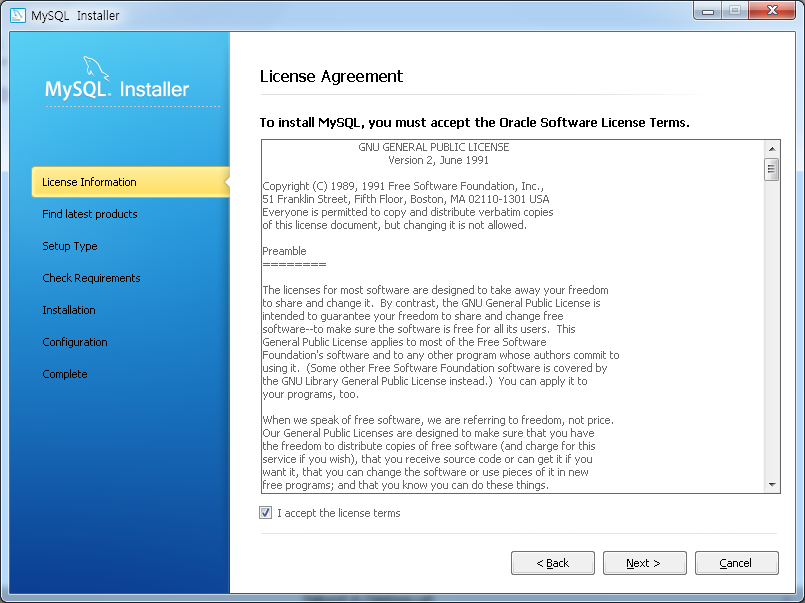 MySQL Installer
MySQL. Installer
License Information
Find latest products
Setup Type
Check Requirements
Installation
Configuration
Complete
License Agreement
To install MySQL, you must accept the Oracle Software License Terms.
GNU GENERAL PUBLIC LICENSE
Version 2, June 1991
Copyright (C) 1989, 1991 Free Software Foundation, Inc.,
51 Franklin Street, Fifth Floor, Boston, MA 02110-1301 USA
Everyone is permitted to copy and distribute verbatim copies
of this license document, but changing it is not allowed.
Preamble
========
The licenses for most software are designed to take away your freedom
to share and change it.  By contrast, the GNU General Public License is
intended to guarantee your freedom to share and change free
software--to make sure the software is free for all its users.  This
General Public License applies to most of the Free Software
Foundation's software and to any other program whose authors commit to
using it.  (Some other Free Software Foundation software is covered by
the GNU Library General Public License instead.)  You can apply it to
your programs, too.
When we speak of free software, we are referring to freedom, not price.
Our General Public Licenses are designed to make sure that you have
the freedom to distribute copies of free software (and charge for this
service if you wish), that you receive source code or can get it if you
want it, that you can change the software or use pieces of it in new
free programs; and that you know you can do these things.
I accept the license terms
< Back
Next >
Cancel